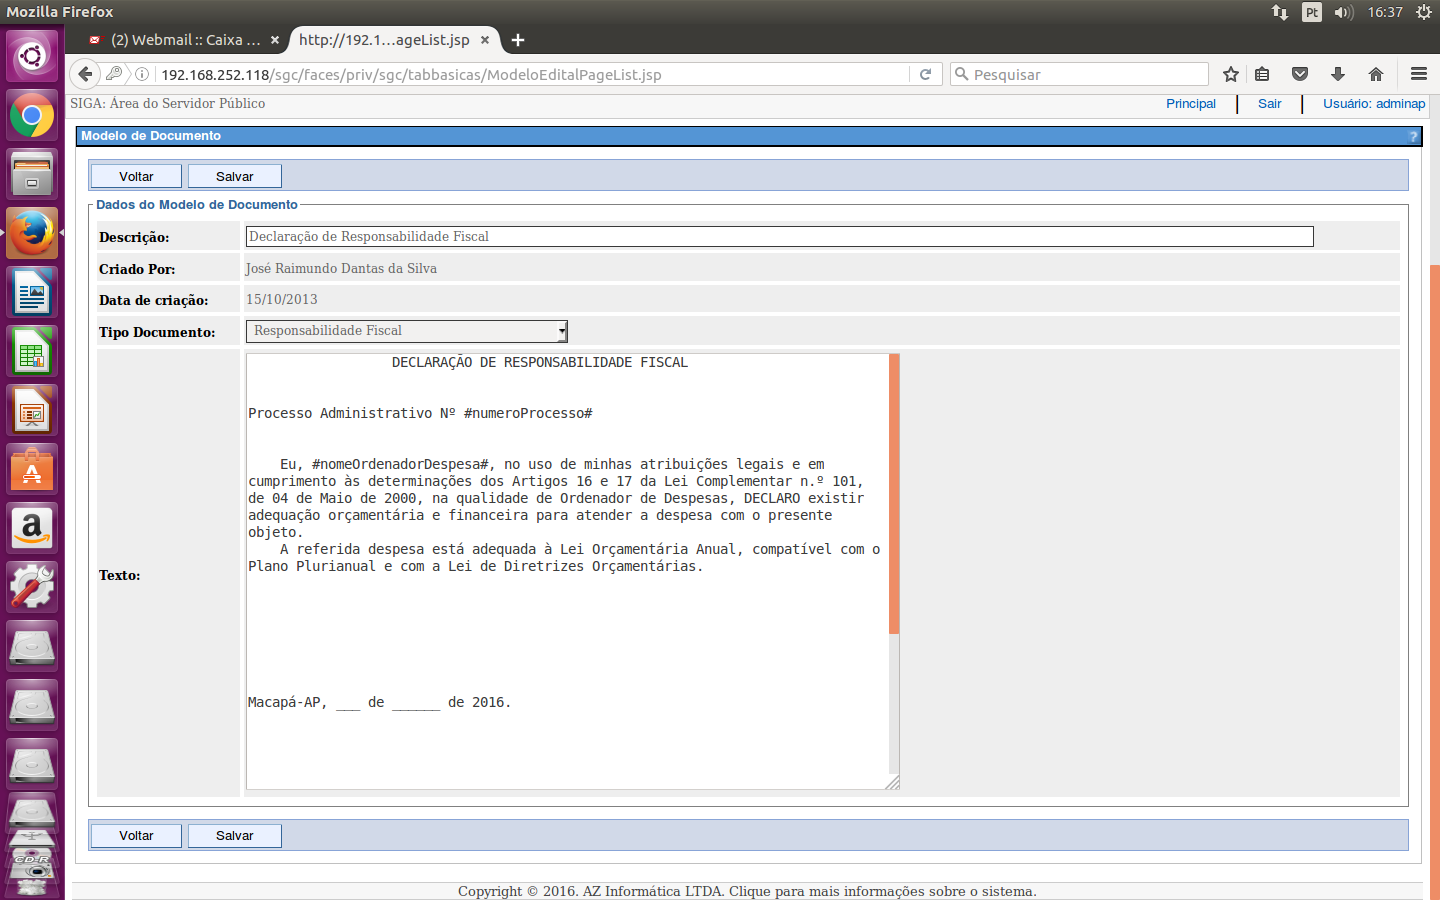 Mozilla Firefox
Pt
16:37
(2) Webmail :: Caixa ...
http://192.1...ageList.jsp
192.168.252.118/sgc/faces/priv/sgc/tabbasicas/ModeloEditalPageList.jsp
Pesquisar
SIGA: Área do Servidor Público
Principal
Sair
Usuário: adminap
Modelo de Documento
?
Voltar
Salvar
Dados do Modelo de Documento
Descrição:
Declaração de Responsabilidade Fiscal
Criado Por:
José Raimundo Dantas da Silva
Data de criação:
15/10/2013
Tipo Documento:
Responsabilidade Fiscal
Texto:
DECLARAÇÃO DE RESPONSABILIDADE FISCAL
Processo Administrativo Nº #numeroProcesso#
Eu, #nomeOrdenadorDespesa#, no uso de minhas atribuições legais e em
cumprimento às determinações dos Artigos 16 e 17 da Lei Complementar n.º 101,
de 04 de Maio de 2000, na qualidade de Ordenador de Despesas, DECLARO existir
adequação orçamentária e financeira para atender a despesa com o presente
objeto.
A referida despesa está adequada à Lei Orçamentária Anual, compatível com o
Plano Plurianual e com a Lei de Diretrizes Orçamentárias.
Macapá-AP, ___ de ______ de 2016.
Voltar
Salvar
CD-R
Copyright © 2016. AZ Informática LTDA. Clique para mais informações sobre o sistema.